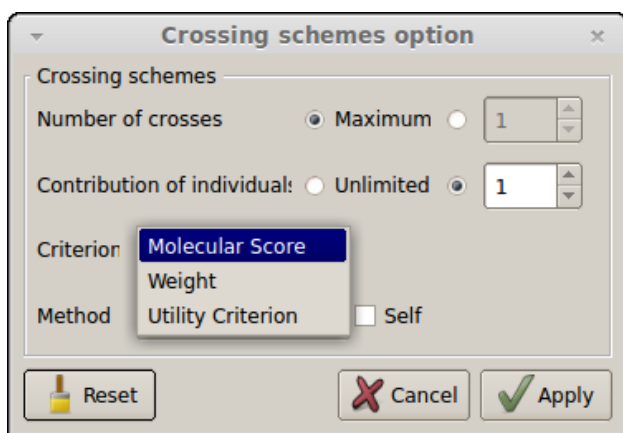 Crossing schemes option
Crossing schemes
Number of crosses Maximum 1
Contribution of individuals Unlimited 1
Criterion Molecular Score
Weight
Method Utility Criterion Self
Reset Cancel Apply